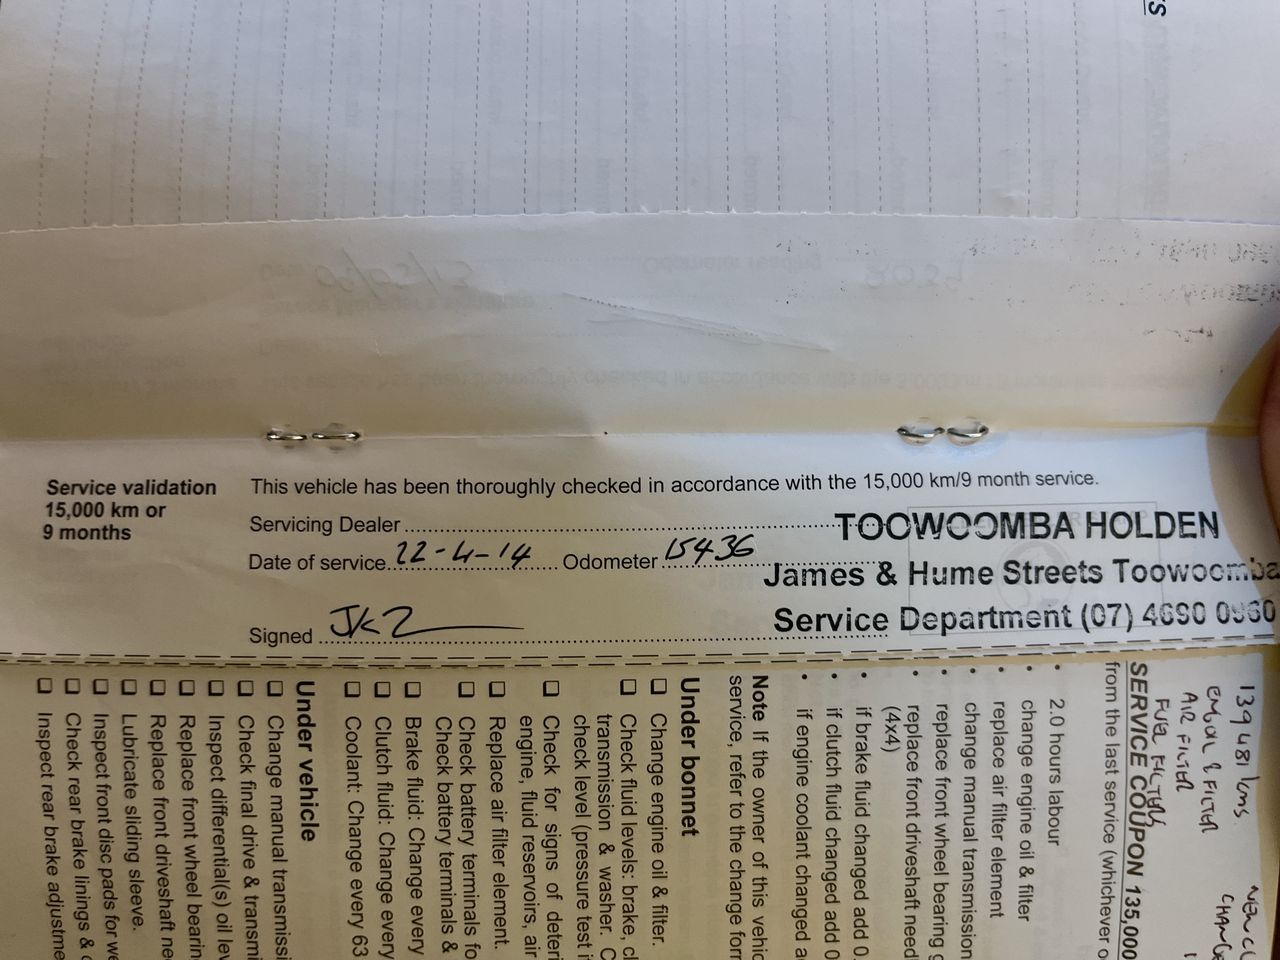 Service validation
15,000 km or
9 months
This vehicle has been thoroughly checked in accordance with the 15,000 km/9 month service.
Servicing Dealer
TOOWOOMBA HOLDEN
Date of service 22-4-14 Odometer 15436
James & Hume Streets Toowoomba
Signed JKZ
Service Department (07) 4690
139481 kms
ENGOIL & FILTER
AIR FILTER
FUEL FILTERS
SERVICE COUPON 135,000
from the last service (whichever o
• 2.0 hours labour
• change engine oil & filter
• replace air filter element
• change manual transmission
• replace front wheel bearing g
• replace front driveshaft need
(4x4)
• if brake fluid changed add 0.
• if clutch fluid changed add 0
• if engine coolant changed a
Note If the owner of this vehic
service, refer to the change form
Under bonnet
❑ Change engine oil & filter.
❑ Check fluid levels: brake, cl
transmission & washer. C
check level (pressure test i
❑ Check for signs of deteri
engine, fluid reservoirs, air
❑ Replace air filter element.
❑ Check battery terminals fo
Check battery terminals &
❑ Brake fluid: Change every
❑ Clutch fluid: Change every
❑ Coolant: Change every 63
Under vehicle
❑ Change manual transmissi
❑ Check final drive & transmi
❑ Inspect differential(s) oil lev
❑ Replace front wheel bearin
❑ Replace front driveshaft ne
❑ Lubricate sliding sleeve.
❑ Inspect front disc pads for we
❑ Check rear brake linings & d
❑ Inspect rear brake adjustme